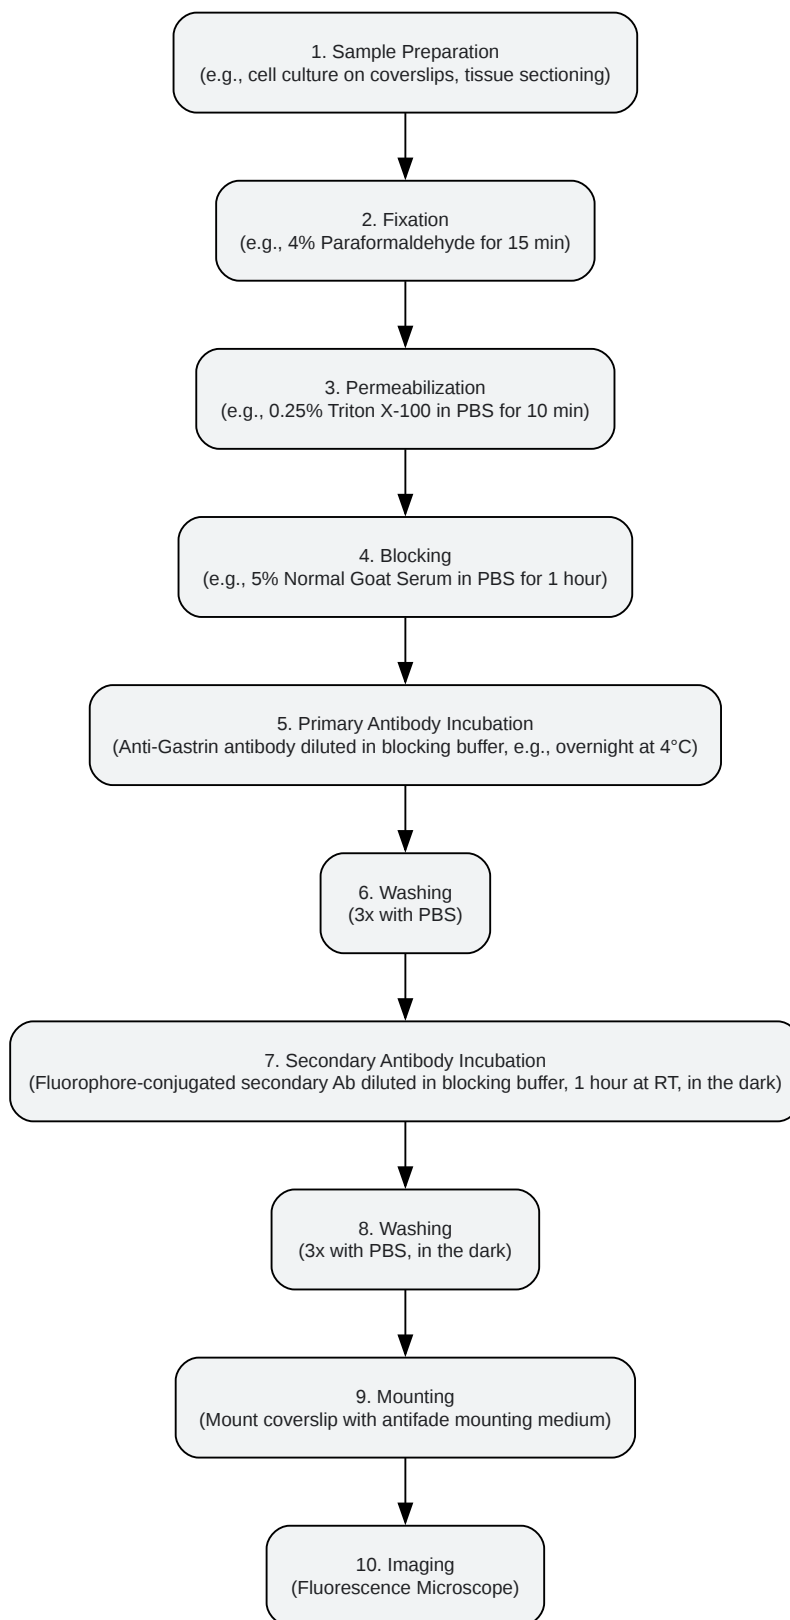 1. Sample Preparation
(e.g., cell culture on coverslips, tissue sectioning)
2. Fixation
(e.g., 4% Paraformaldehyde for 15 min)
3. Permeabilization
(e.g., 0.25% Triton X-100 in PBS for 10 min)
4. Blocking
(e.g., 5% Normal Goat Serum in PBS for 1 hour)
5. Primary Antibody Incubation
(Anti-Gastrin antibody diluted in blocking buffer, e.g., overnight at 4°C)
6. Washing
(3x with PBS)
7. Secondary Antibody Incubation
(Fluorophore-conjugated secondary Ab diluted in blocking buffer, 1 hour at RT, in the dark)
8. Washing
(3x with PBS, in the dark)
9. Mounting
(Mount coverslip with antifade mounting medium)
10. Imaging
(Fluorescence Microscope)